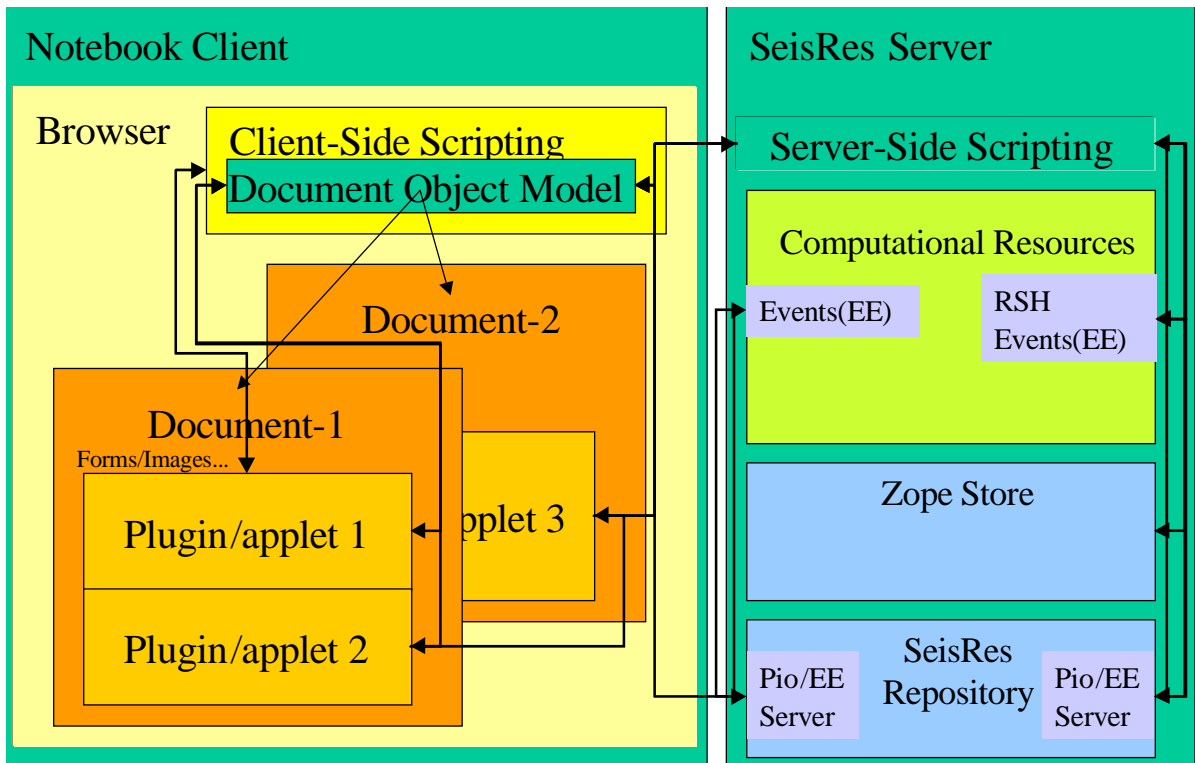 Notebook Client
Browser
Client-Side Scripting
Document Object Model
Document-2
Document-1
Forms/Images...
Plugin/applet 1
pplet 3
Plugin/applet 2
SeisRes Server
Server-Side Scripting
Computational Resources
Events(EE)
RSH
Events(EE)
Zope Store
SeisRes
Repository
Pio/EE
Server
Pio/EE
Server